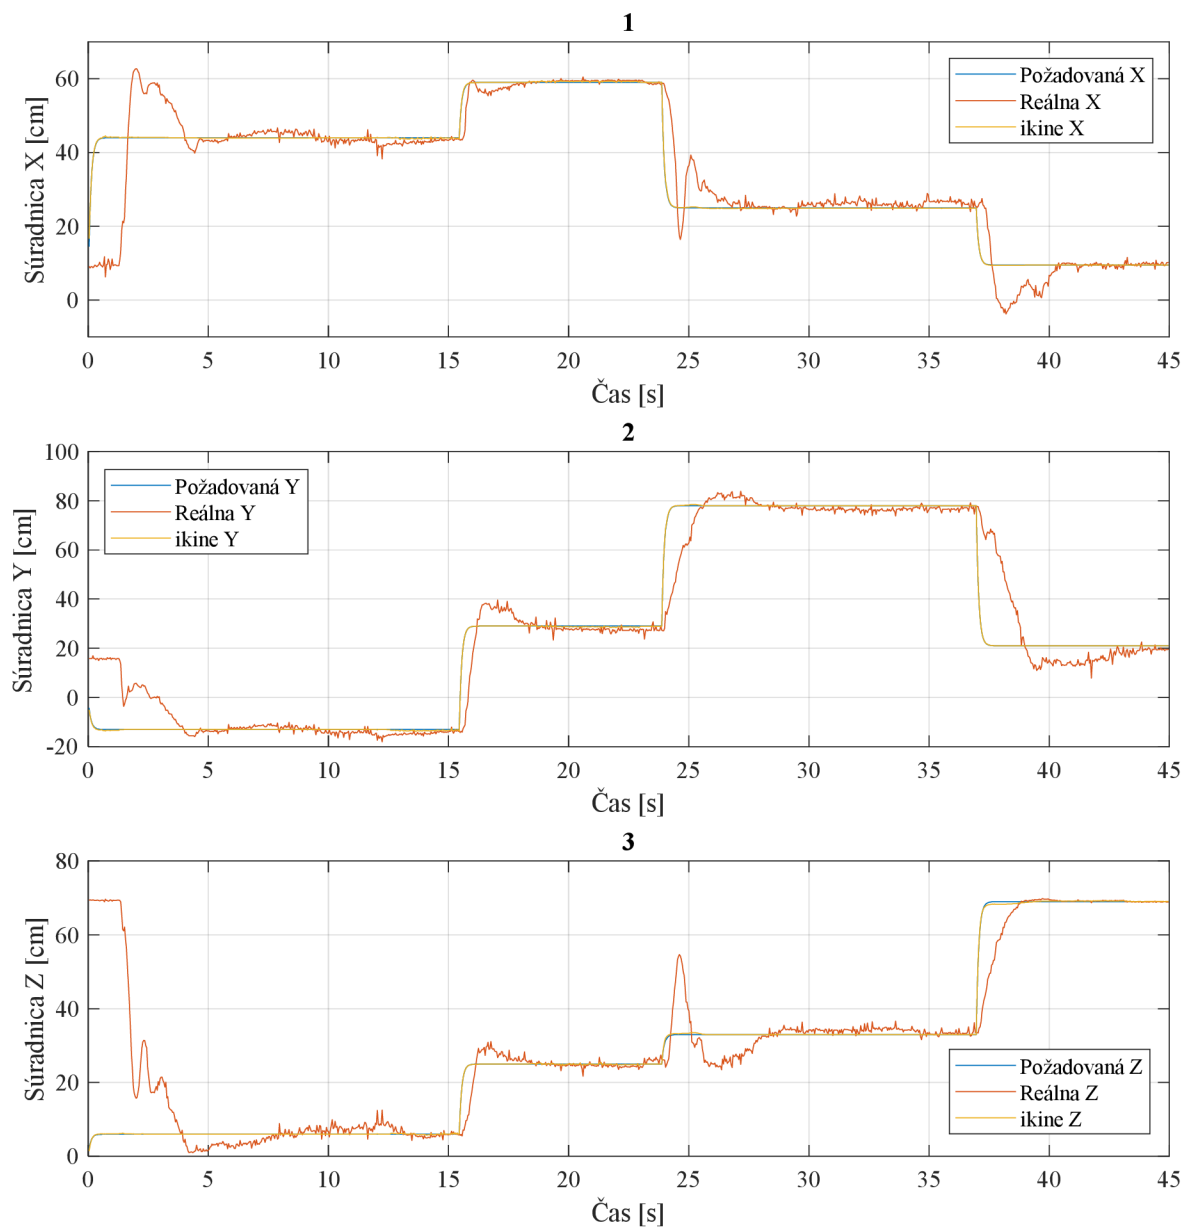 1
Súradnica X [cm]
60
40
20
0
Požadovaná X
Reálna X
ikine X
0 5 10 15 20 25 30 35 40 45
Čas [s]
2
Súradnica Y [cm]
100
80
60
40
20
0
-20
Požadovaná Y
Reálna Y
ikine Y
0 5 10 15 20 25 30 35 40 45
Čas [s]
3
Súradnica Z [cm]
80
60
40
20
0
Požadovaná Z
Reálna Z
ikine Z
0 5 10 15 20 25 30 35 40 45
Čas [s]